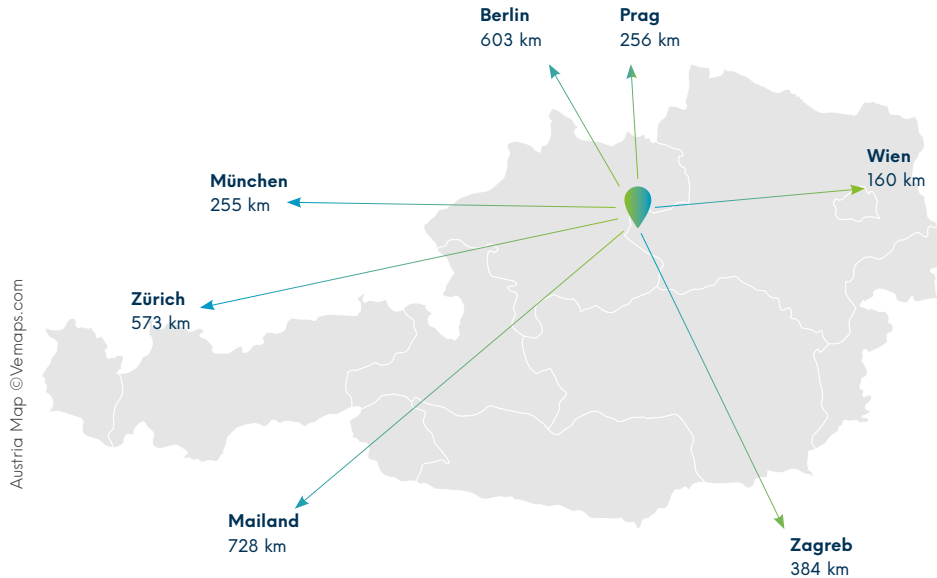 Berlin
603 km
Prag
256 km
Wien
160 km
München
255 km
Zürich
573 km
Mailand
728 km
Zagreb
384 km
Austria Map ©Vemaps.com